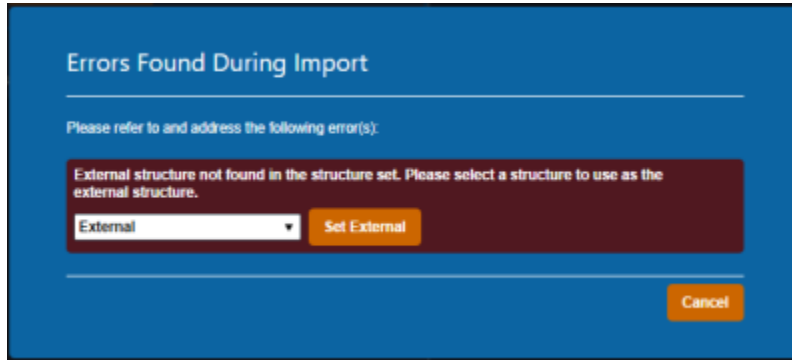 Errors Found During Import
Please refer to and address the following error(s):
External structure not found in the structure set. Please select a structure to use as the
external structure.
External
Set External
Cancel